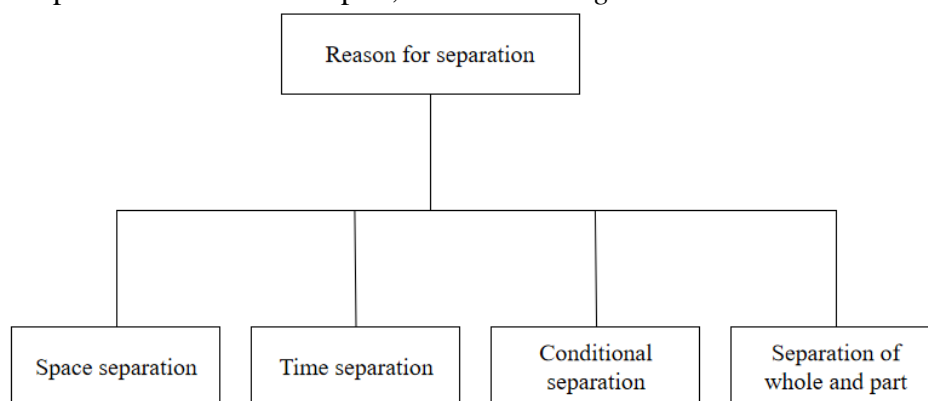 Reason for separation
Space separation
Time separation
Conditional
separation
Separation of
whole and part